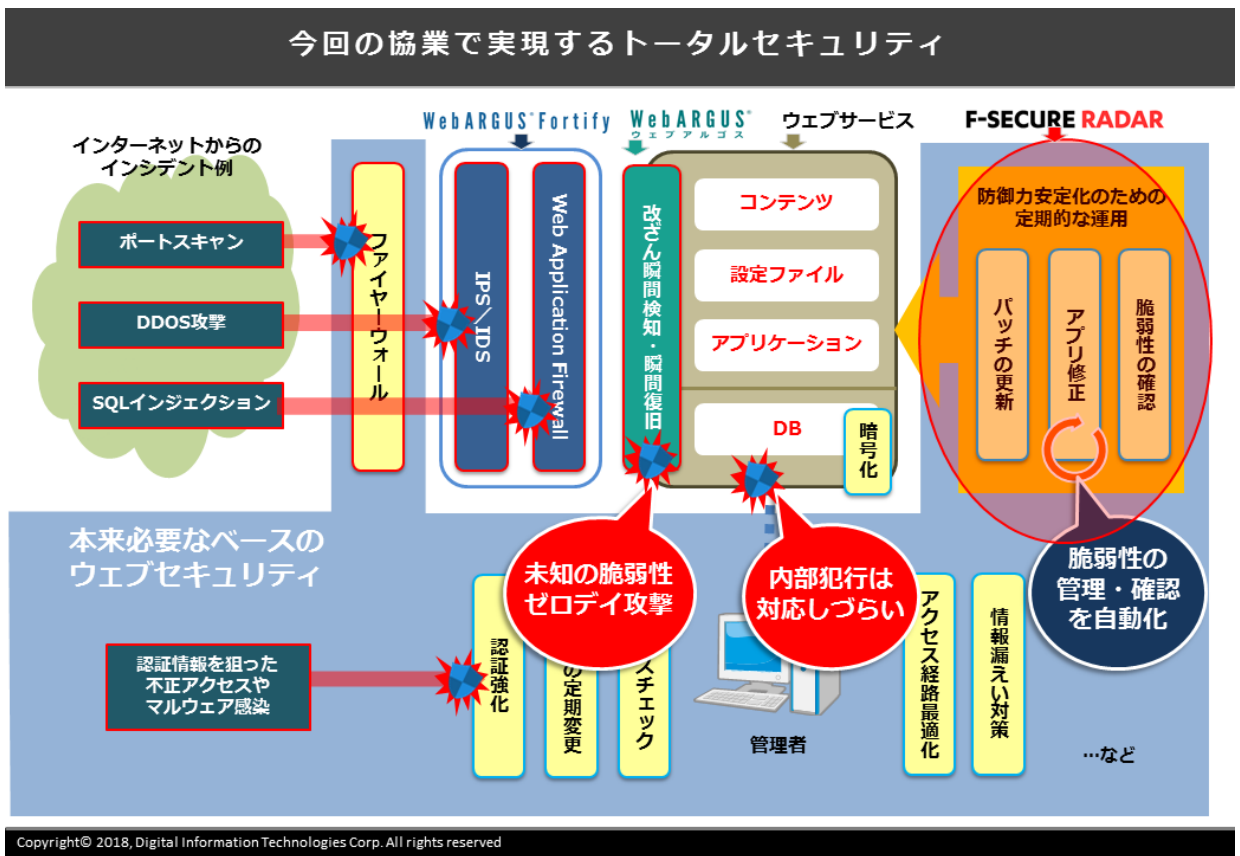 今回の協業で実現するトータルセキュリティ
インターネットからの
インシデント例
ポートスキャン
DDOS攻撃
SQLインジェクション
ファイヤーウォール
WebARGUS® Fortify
IPS/IDS
Web Application Firewall
WebARGUS®
ウェブアルゴス
改ざん瞬間検知・瞬間復旧
ウェブサービス
コンテンツ
設定ファイル
アプリケーション
DB
暗号化
F-SECURE RADAR
防御力安定化のための
定期的な運用
パッチの更新
アプリ修正
脆弱性の確認
本来必要なベースの
ウェブセキュリティ
未知の脆弱性
ゼロデイ攻撃
内部犯行は
対応しづらい
脆弱性の
管理・確認
を自動化
認証情報を狙った
不正アクセスや
マルウェア感染
認証強化
の定期変更
スチェック
管理者
アクセス経路最適化
情報漏えい対策
…など
Copyright© 2018, Digital Information Technologies Corp. All rights reserved